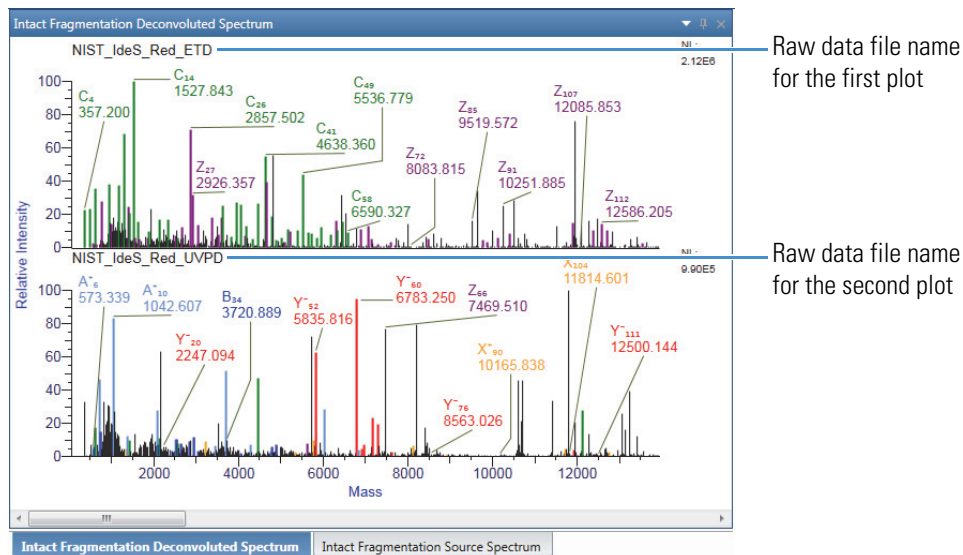 Intact Fragmentation Deconvoluted Spectrum
NIST_IdeS_Red_ETD
2.12E6
Raw data file name
for the first plot
C₄
357.200
C₁₄
1527.843
C₂₆
2857.502
C₄₁
4638.360
C₄₉
5536.779
Z₂₇
2926.357
C₅₈
6590.327
Z₇₂
8083.815
Z₈₅
9519.572
Z₉₁
10251.885
Z₁₀₇
12085.853
Z₁₁₂
12586.205
100
80
60
40
20
0
Relative Intensity
NIST_IdeS_Red_UVPD
9.90E5
Raw data file name
for the second plot
A⁺₆
573.339
A⁺₁₀
1042.607
Y⁻₂₀
2247.094
B₃₄
3720.889
Y⁻₅₂
5835.816
Y⁻₆₀
6783.250
Z₆₆
7469.510
Y⁻₇₆
8563.026
X⁺₉₀
10165.838
X₁₀₄
11814.601
Y⁻₁₁₁
12500.144
100
80
60
40
20
0
2000 4000 6000 8000 10000 12000
Mass
Intact Fragmentation Deconvoluted Spectrum Intact Fragmentation Source Spectrum